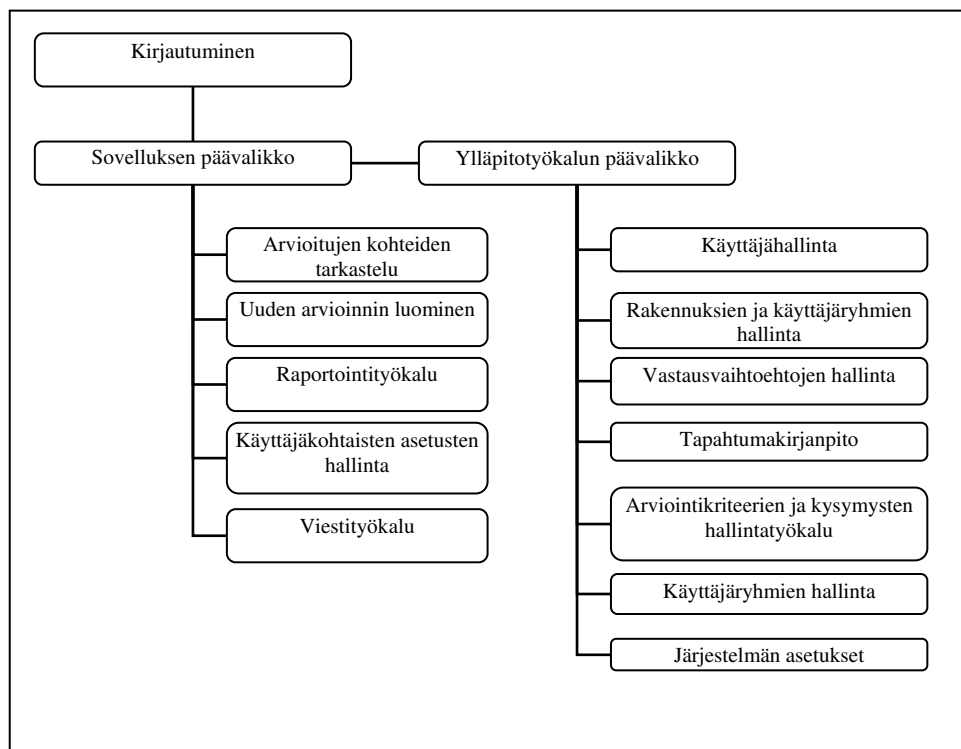 Kirjautuminen
Sovelluksen päävalikko
Ylläpitotyökalun päävalikko
Arvioitujen kohteiden
tarkastelu
Uuden arvioinnin luominen
Raportointityökalu
Käyttäjäkohtaisten asetusten
hallinta
Viestityökalu
Käyttäjähallinta
Rakennuksien ja käyttäjäryhmien
hallinta
Vastausvaihtoehtojen hallinta
Tapahtumakirjanpito
Arviointikriteerien ja kysymysten
hallintatyökalu
Käyttäjäryhmien hallinta
Järjestelmän asetukset